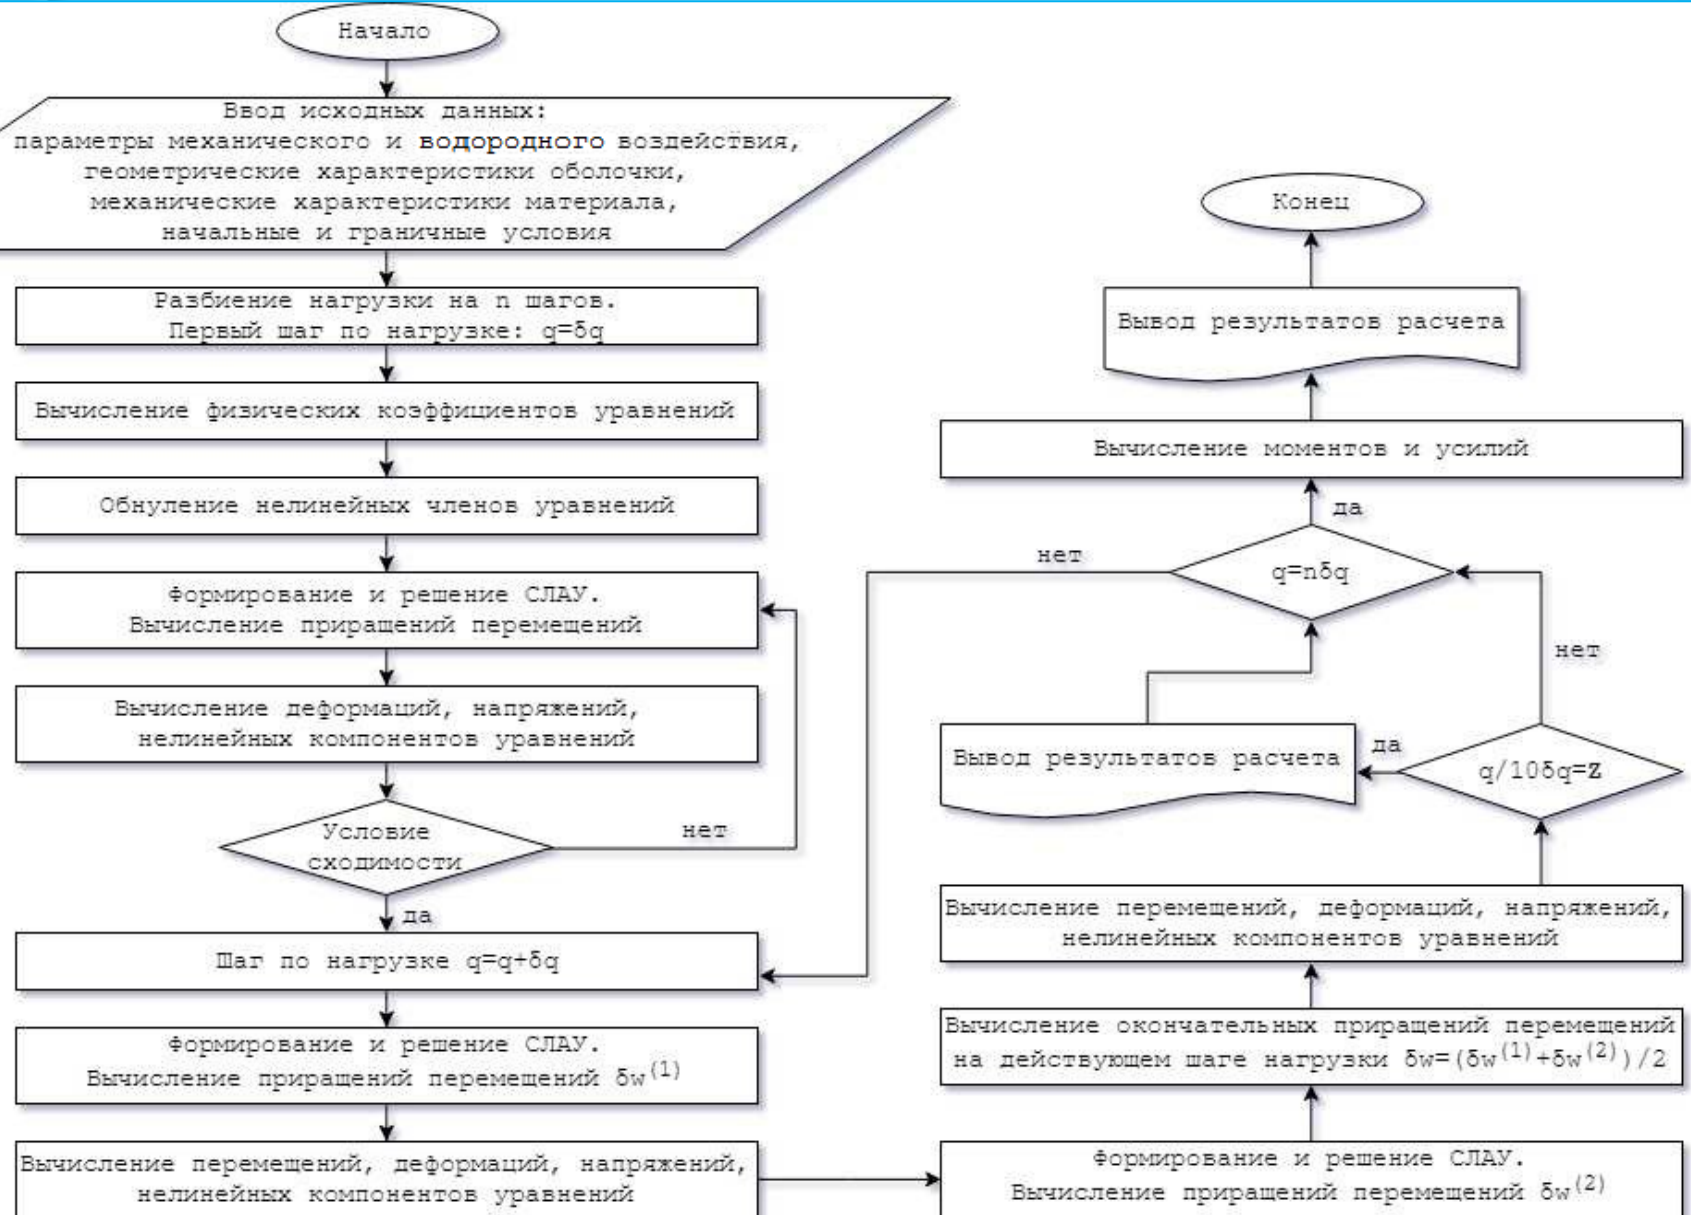 Начало
Ввод исходных данных:
параметры механического и водородного воздействия,
геометрические характеристики оболочки,
механические характеристики материала,
начальные и граничные условия
Разбиение нагрузки на n шагов.
Первый шаг по нагрузке: q=δq
Вычисление физических коэффициентов уравнений
Обнуление нелинейных членов уравнений
Формирование и решение СЛАУ.
Вычисление приращений перемещений
Вычисление деформаций, напряжений,
нелинейных компонентов уравнений
Условие
сходимости
нет
да
Шаг по нагрузке q=q+δq
Формирование и решение СЛАУ.
Вычисление приращений перемещений δw⁽¹⁾
Вычисление перемещений, деформаций, напряжений,
нелинейных компонентов уравнений
Формирование и решение СЛАУ.
Вычисление приращений перемещений δw⁽²⁾
Вычисление окончательных приращений перемещений
на действующем шаге нагрузки δw=(δw⁽¹⁾+δw⁽²⁾)/2
Вычисление перемещений, деформаций, напряжений,
нелинейных компонентов уравнений
q/10δq=Z
да
нет
Вывод результатов расчета
q=nδq
нет
да
Вычисление моментов и усилий
Вывод результатов расчета
Конец